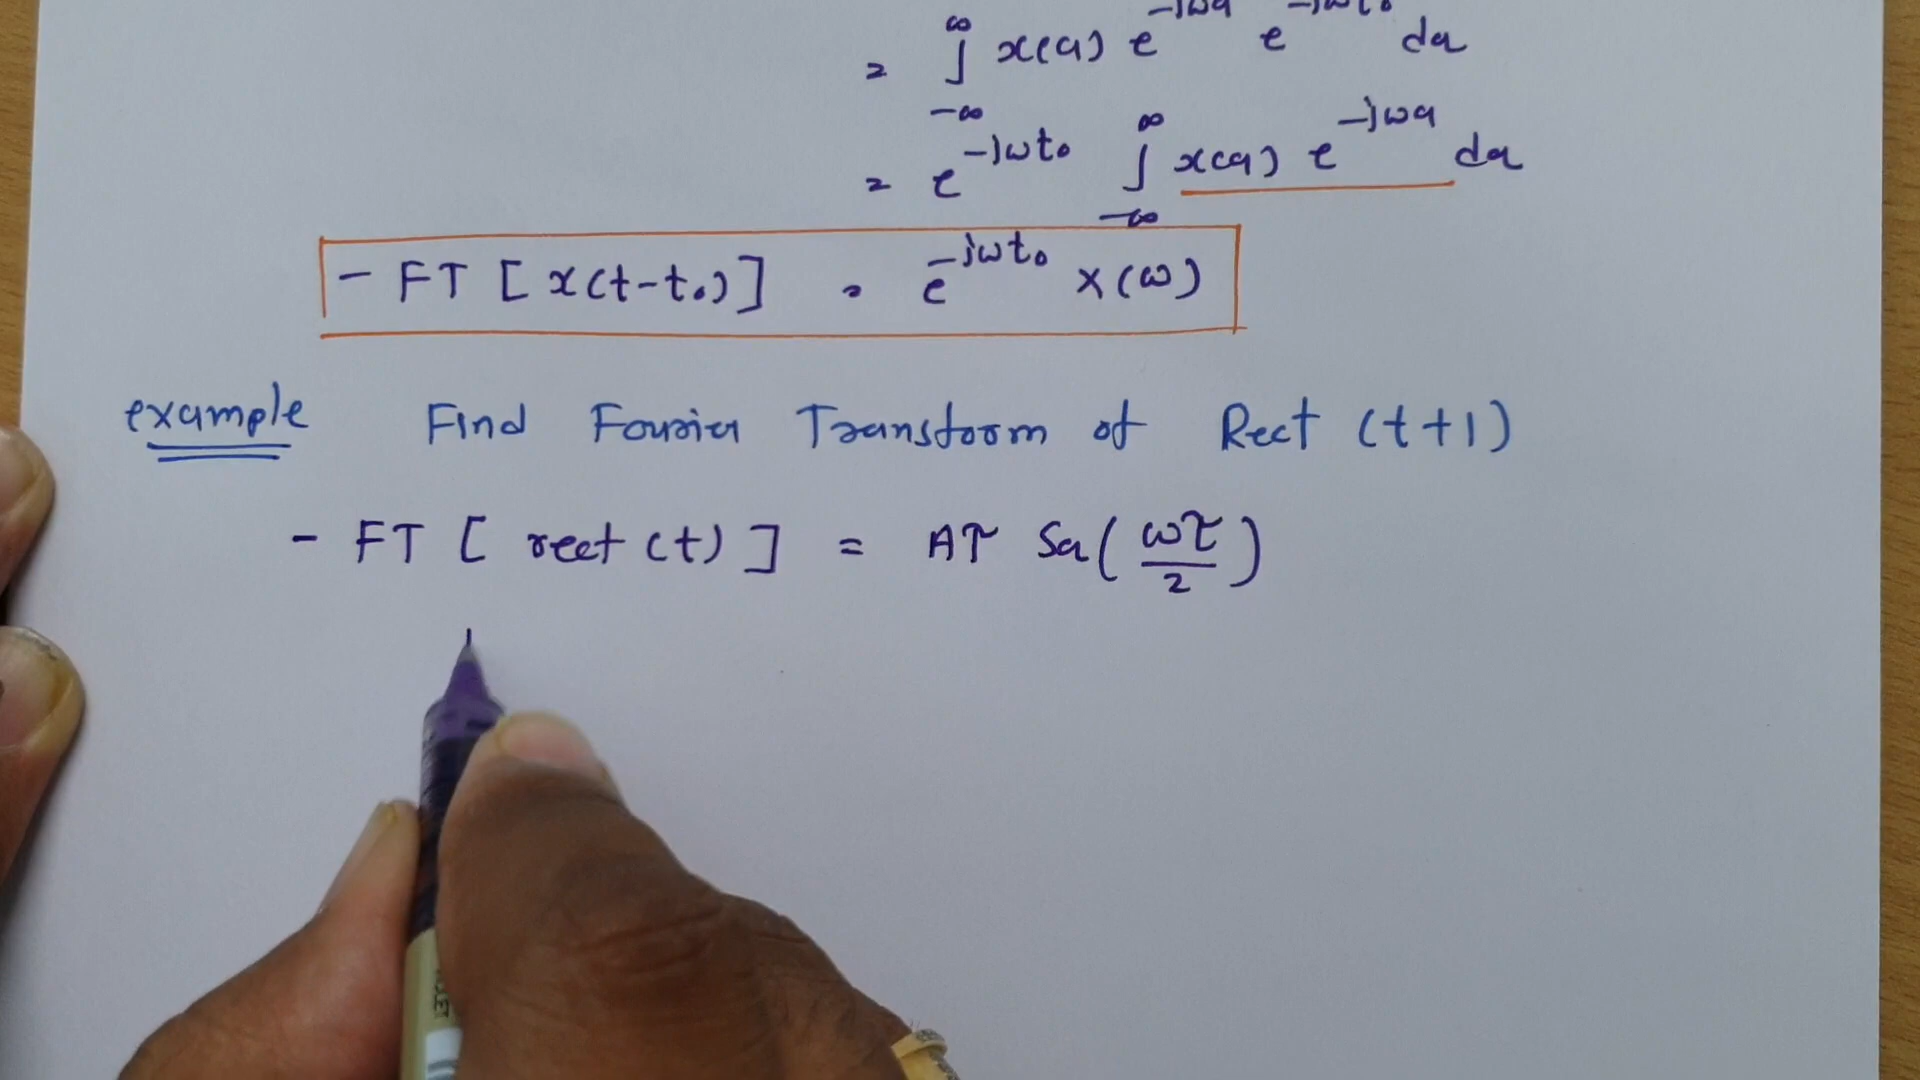 = ∫_{-∞}^{∞} x(a) e^{-jωa} e^{-jωt₀} da
= e^{-jωt₀} ∫_{-∞}^{∞} x(a) e^{-jωa} da
- FT [x(t-t₀)] = e^{-jωt₀} X(ω)
example Find Fourier Transform of Rect (t+1)
- FT [ rect (t) ] = Aτ Sa(ωτ/2)